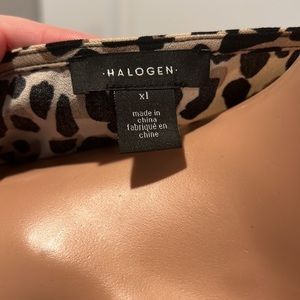 ·HALOGEN·
xl
made in
china
fabriqué en
chine